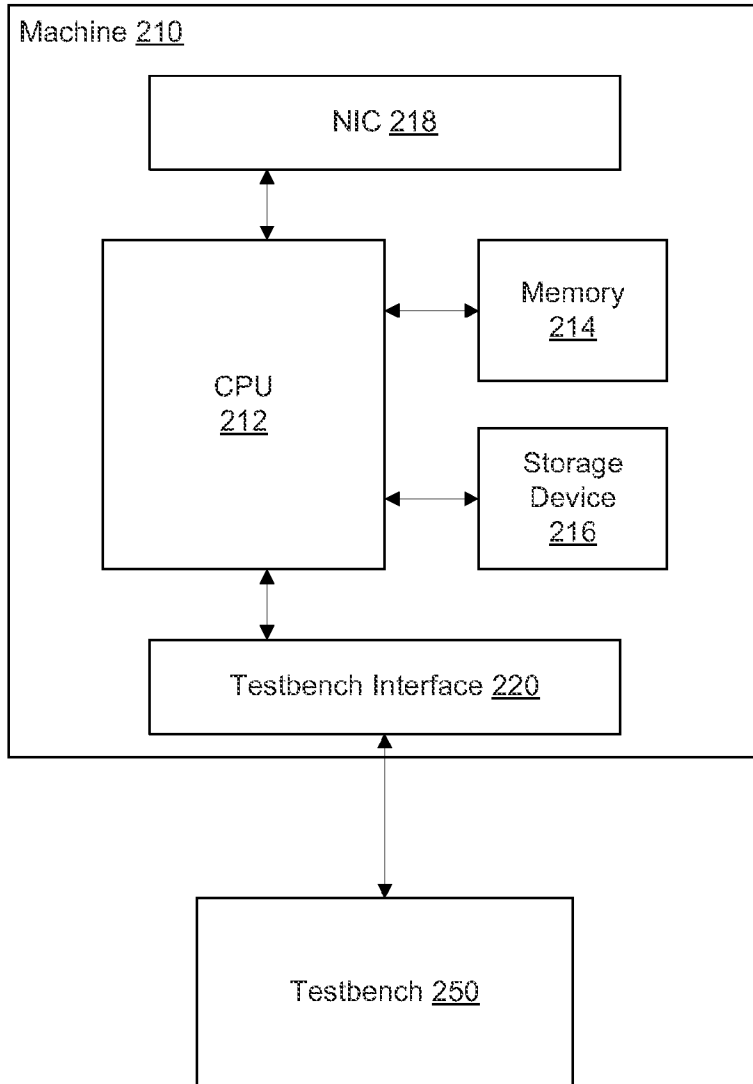 Machine 210
NIC 218
CPU
212
Memory
214
Storage
Device
216
Testbench Interface 220
Testbench 250